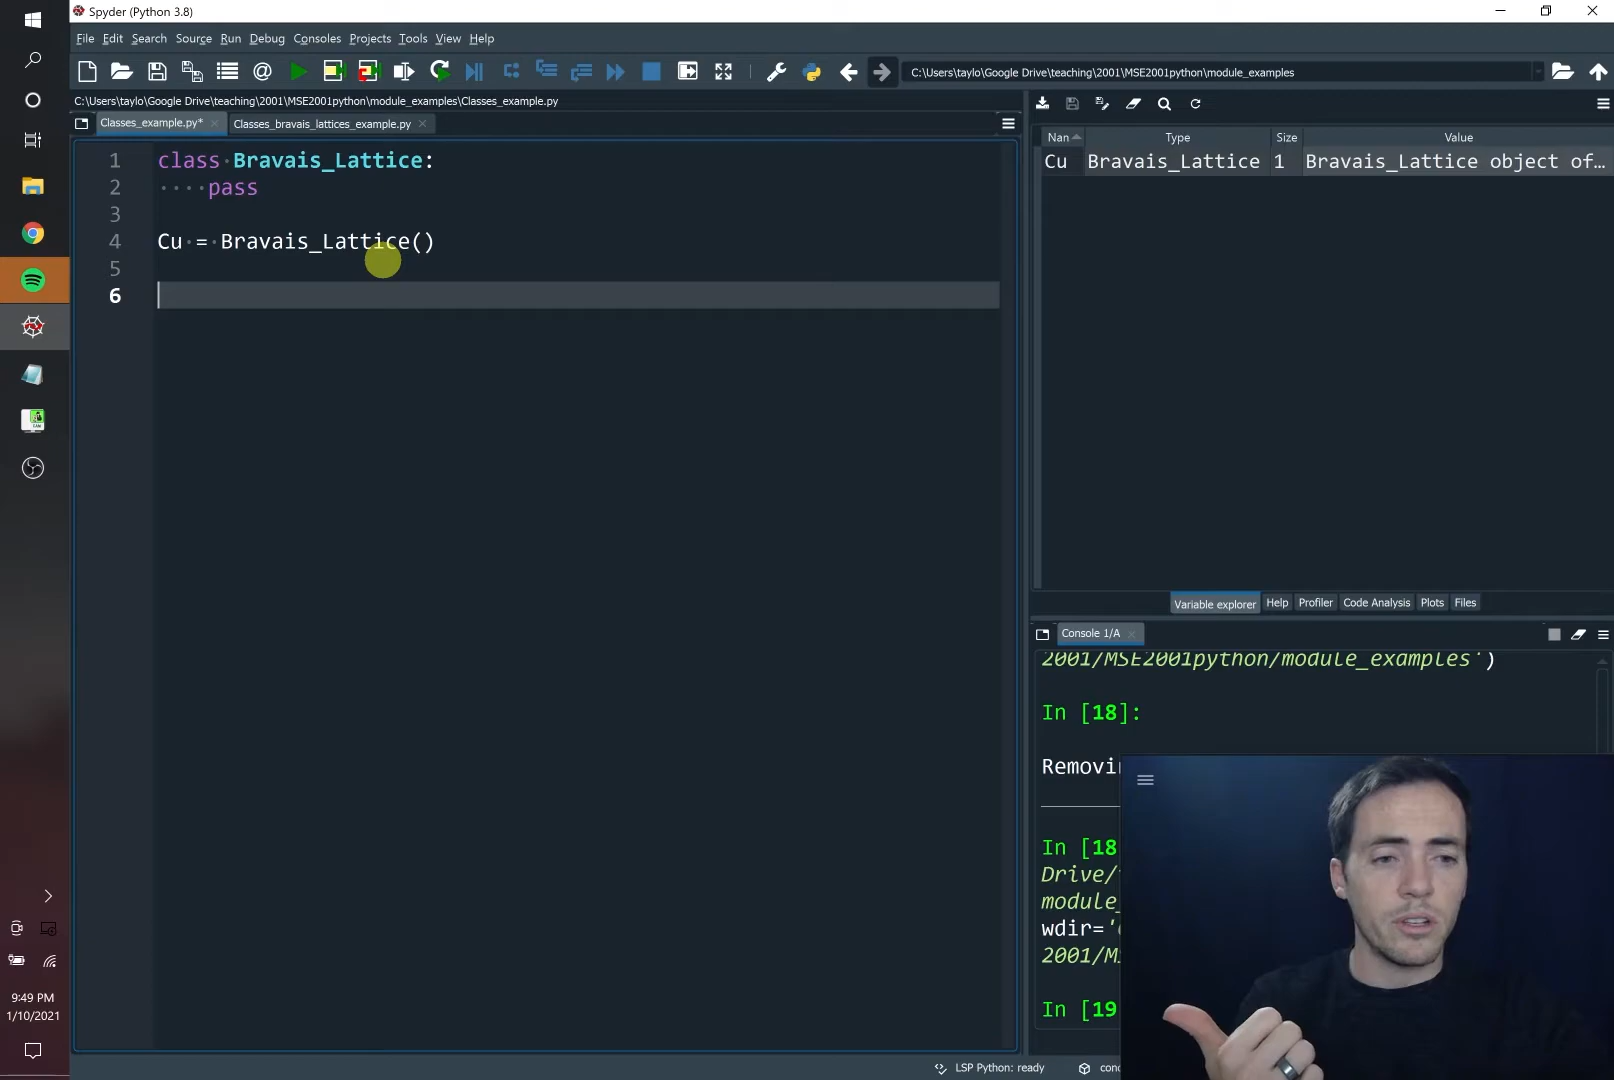 Spyder (Python 3.8)
File Edit Search Source Run Debug Consoles Projects Tools View Help
C:\Users\taylo\Google Drive\teaching\2001\MSE2001python\module_examples
C:\Users\taylo\Google Drive\teaching\2001\MSE2001python\module_examples\Classes_example.py
Classes_example.py* Classes_bravais_lattices_example.py
1 class Bravais_Lattice:
2 pass
3
4 Cu = Bravais_Lattice()
5
6
Nan Type Size Value
Cu Bravais_Lattice 1 Bravais_Lattice object of…
Variable explorer Help Profiler Code Analysis Plots Files
Console 1/A
2001/MSE2001python/module_examples')
In [18]:
Removin
In [18
Drive/
module_
wdir='
2001/M
In [19
9:49 PM
1/10/2021
LSP Python: ready